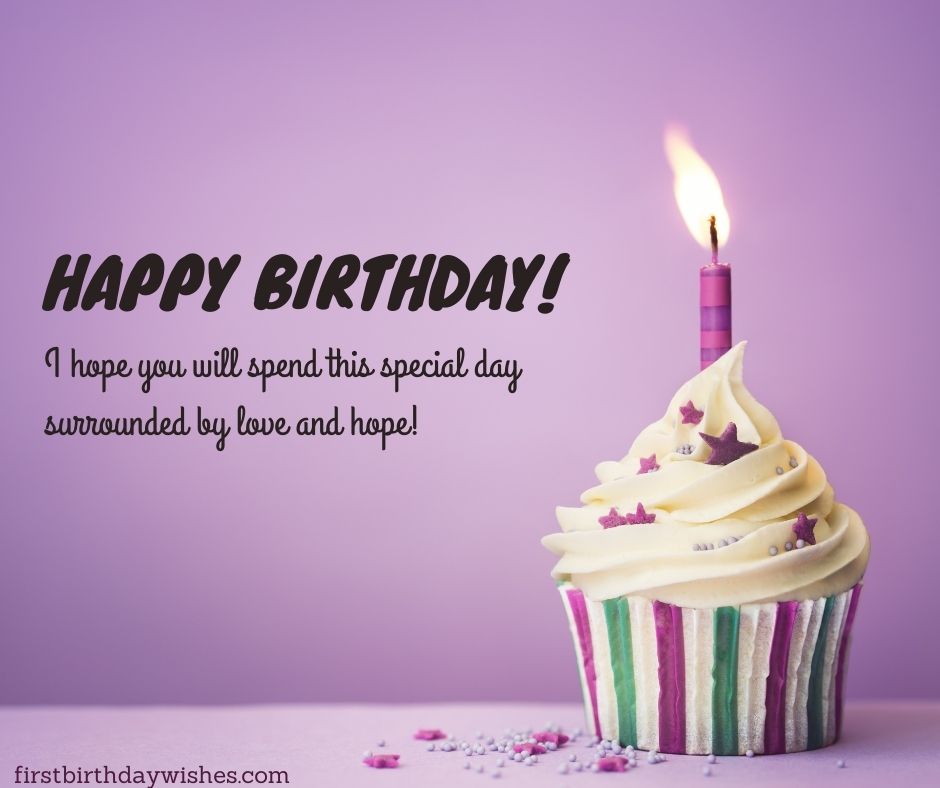 HAPPY BIRTHDAY!
I hope you will spend this special day
surrounded by love and hope!
firstbirthdaywishes.com